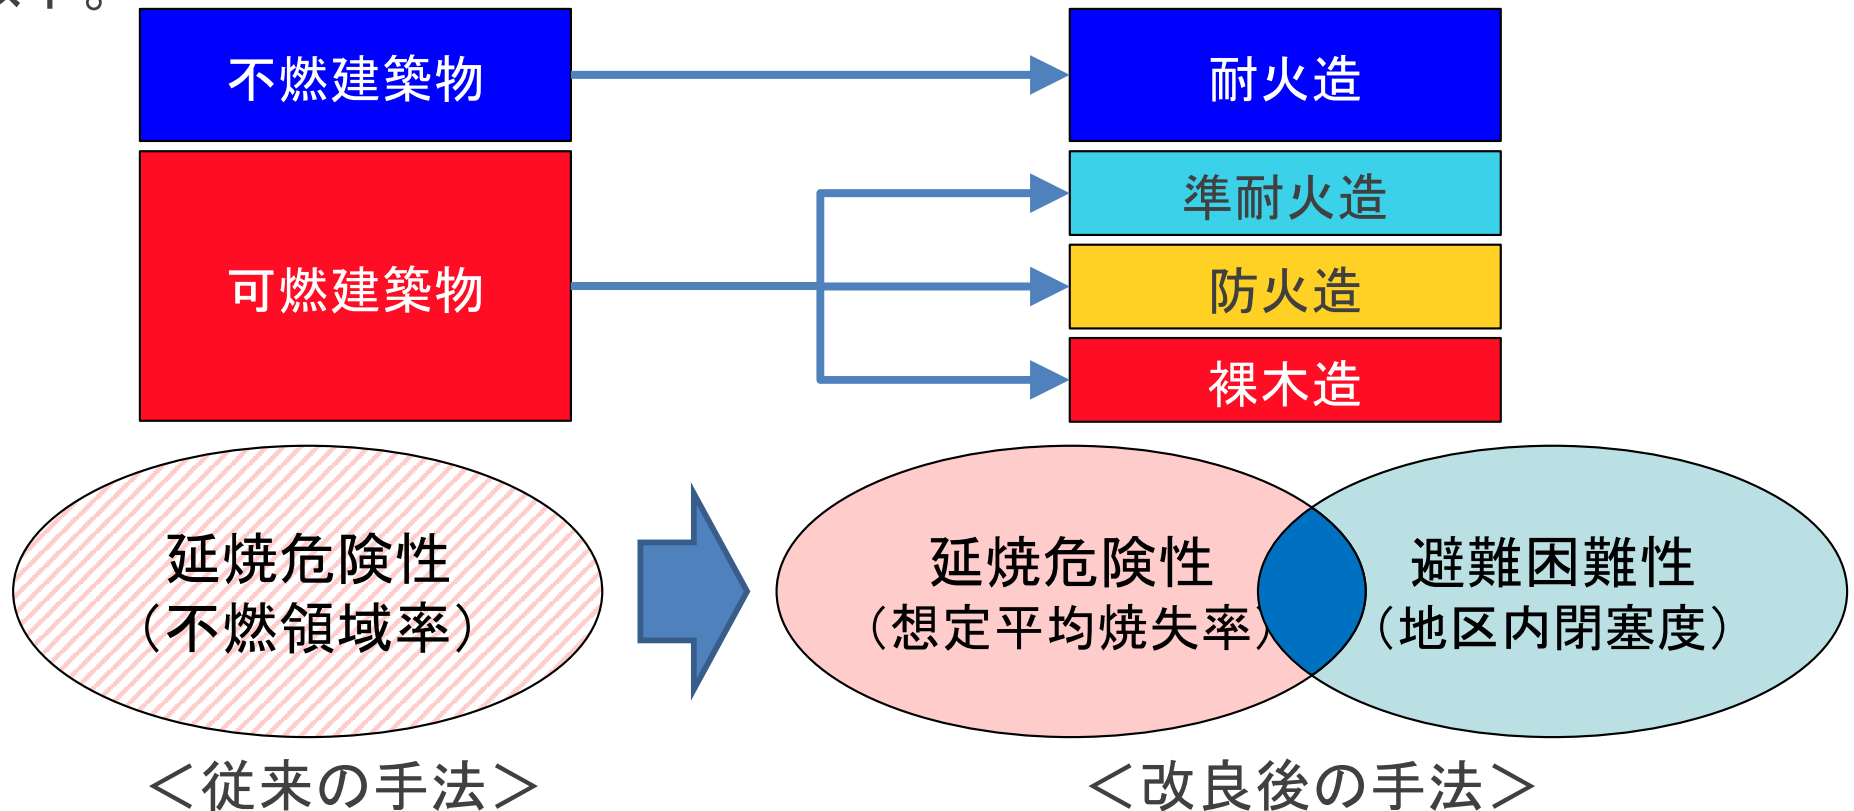 不燃建築物
耐火造
準耐火造
可燃建築物
防火造
裸木造
延焼危険性
（不燃領域率）
延焼危険性
（想定平均焼失率）
避難困難性
（地区内閉塞度）
＜従来の手法＞
＜改良後の手法＞